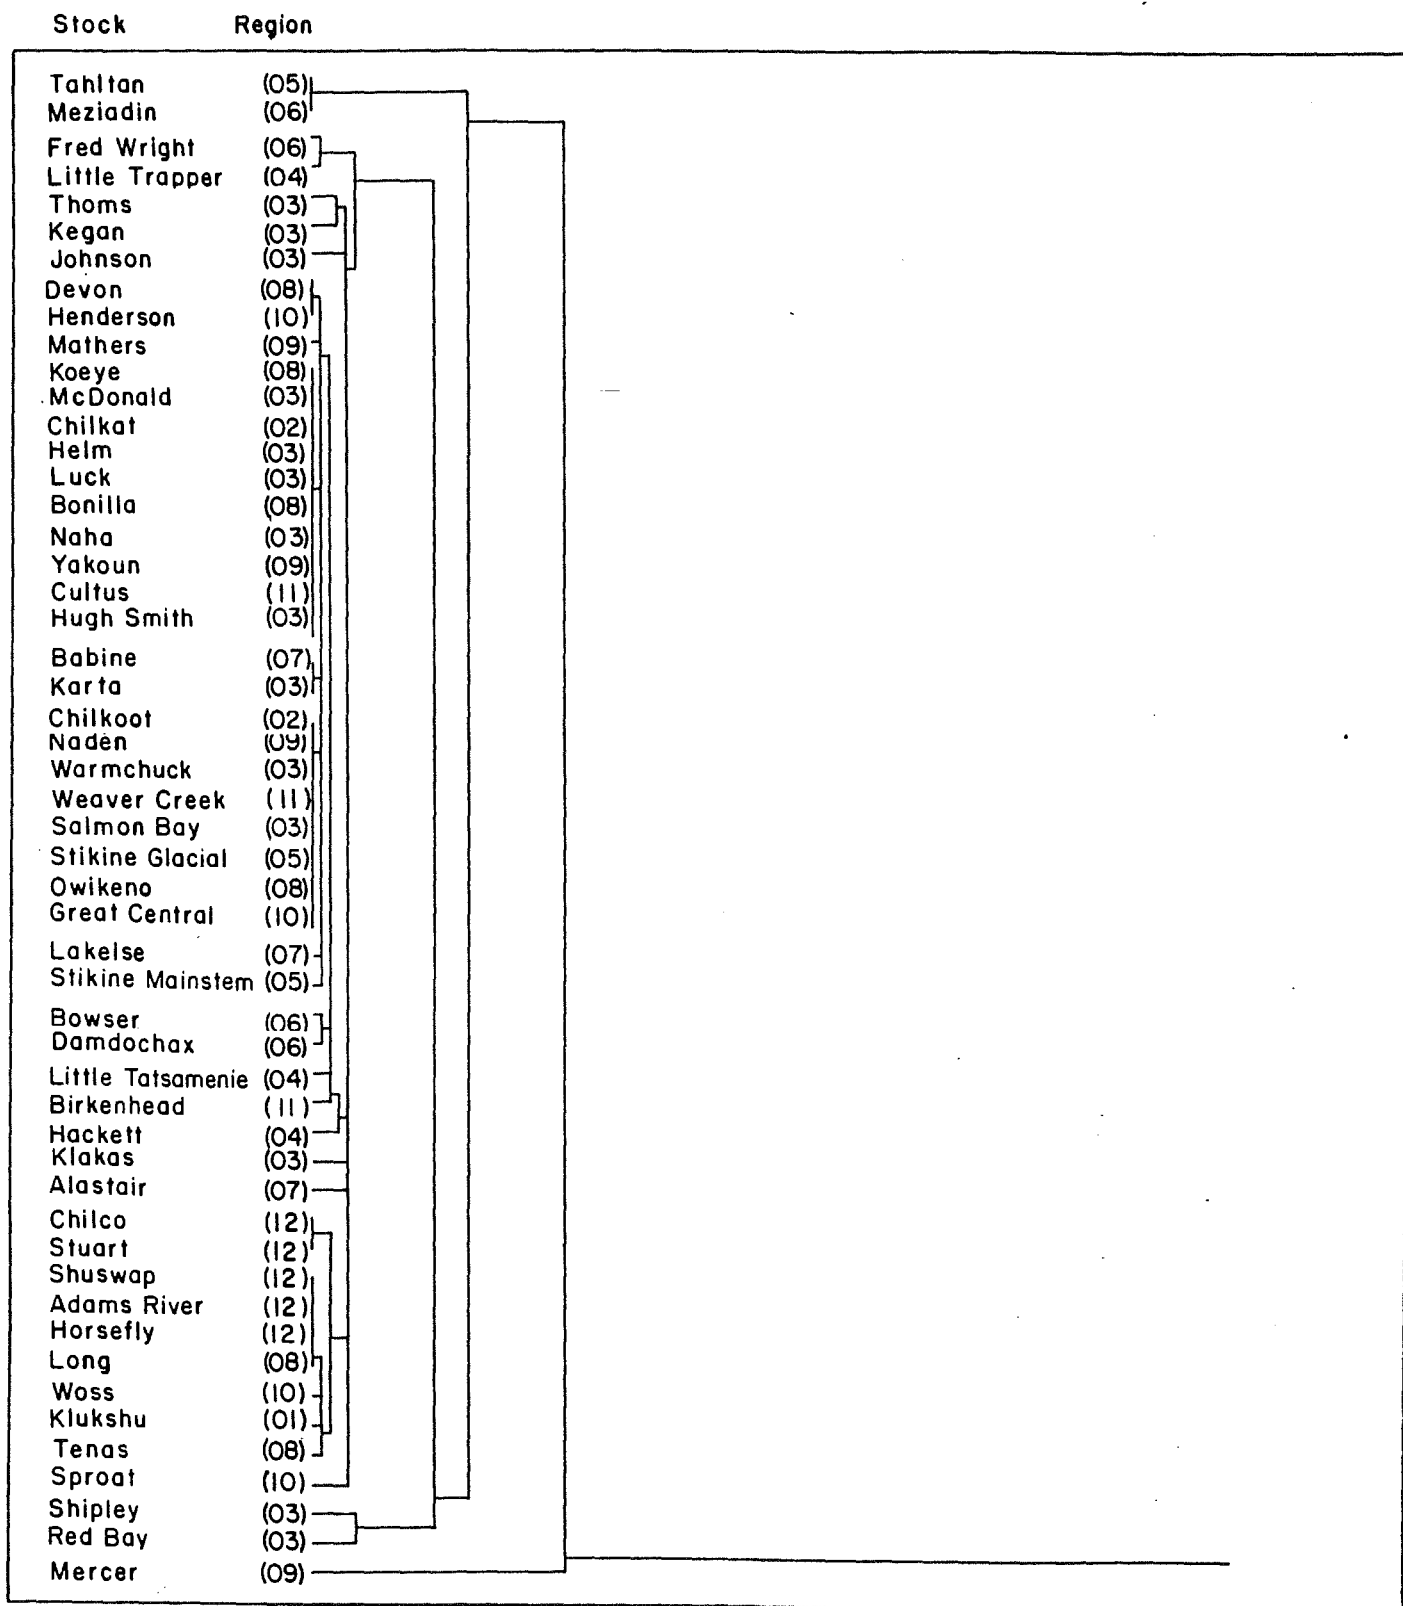 Stock Region
Tahltan (05)
Meziadin (06)
Fred Wright (06)
Little Trapper (04)
Thoms (03)
Kegan (03)
Johnson (03)
Devon (08)
Henderson (10)
Mathers (09)
Koeye (08)
McDonald (03)
Chilkat (02)
Helm (03)
Luck (03)
Bonilla (08)
Naha (03)
Yakoun (09)
Cultus (11)
Hugh Smith (03)
Babine (07)
Karta (03)
Chilkoot (02)
Naden (09)
Warmchuck (03)
Weaver Creek (11)
Salmon Bay (03)
Stikine Glacial (05)
Owikeno (08)
Great Central (10)
Lakelse (07)
Stikine Mainstem (05)
Bowser (06)
Damdochax (06)
Little Tatsamenie (04)
Birkenhead (11)
Hackett (04)
Klakas (03)
Alastair (07)
Chilco (12)
Stuart (12)
Shuswap (12)
Adams River (12)
Horsefly (12)
Long (08)
Woss (10)
Klukshu (01)
Tenas (08)
Sproat (10)
Shipley (03)
Red Bay (03)
Mercer (09)